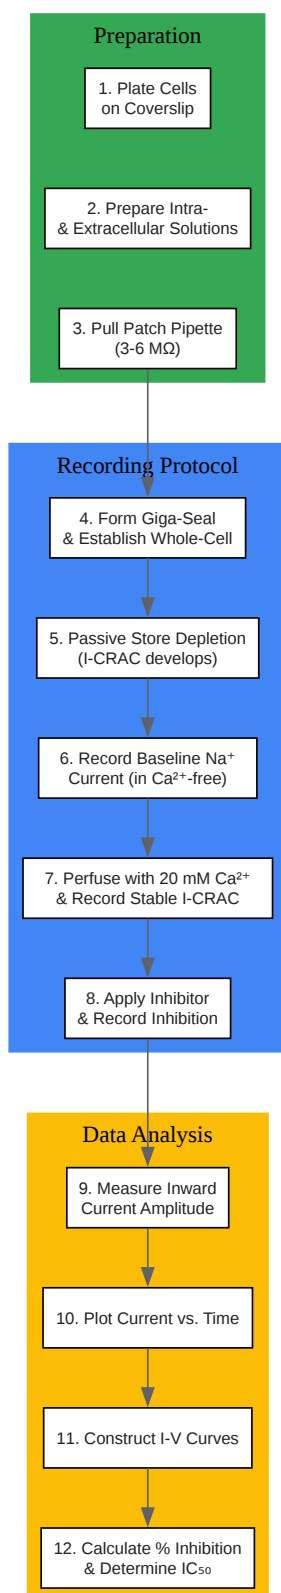 Preparation
1. Plate Cells
on Coverslip
2. Prepare Intra-
& Extracellular Solutions
3. Pull Patch Pipette
(3-6 MΩ)
Recording Protocol
4. Form Giga-Seal
& Establish Whole-Cell
5. Passive Store Depletion
(I-CRAC develops)
6. Record Baseline Na⁺
Current (in Ca²⁺-free)
7. Perfuse with 20 mM Ca²⁺
& Record Stable I-CRAC
8. Apply Inhibitor
& Record Inhibition
Data Analysis
9. Measure Inward
Current Amplitude
10. Plot Current vs. Time
11. Construct I-V Curves
12. Calculate % Inhibition
& Determine IC₅₀